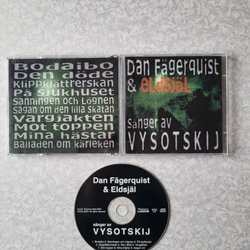 Bodaibo
Den döde
Klippklättrerskan
På sjukhuset
Sanningen och Lögnen
Sagan om den lilla skatan
Vargjakten
Mot toppen
Mina hästar
Balladen om kärleken
Dan Fägerquist
& eldsjäl
sånger av
VYSOTSKIJ
Dan Fägerquist
& Eldsjäl
sånger av
VYSOTSKIJ